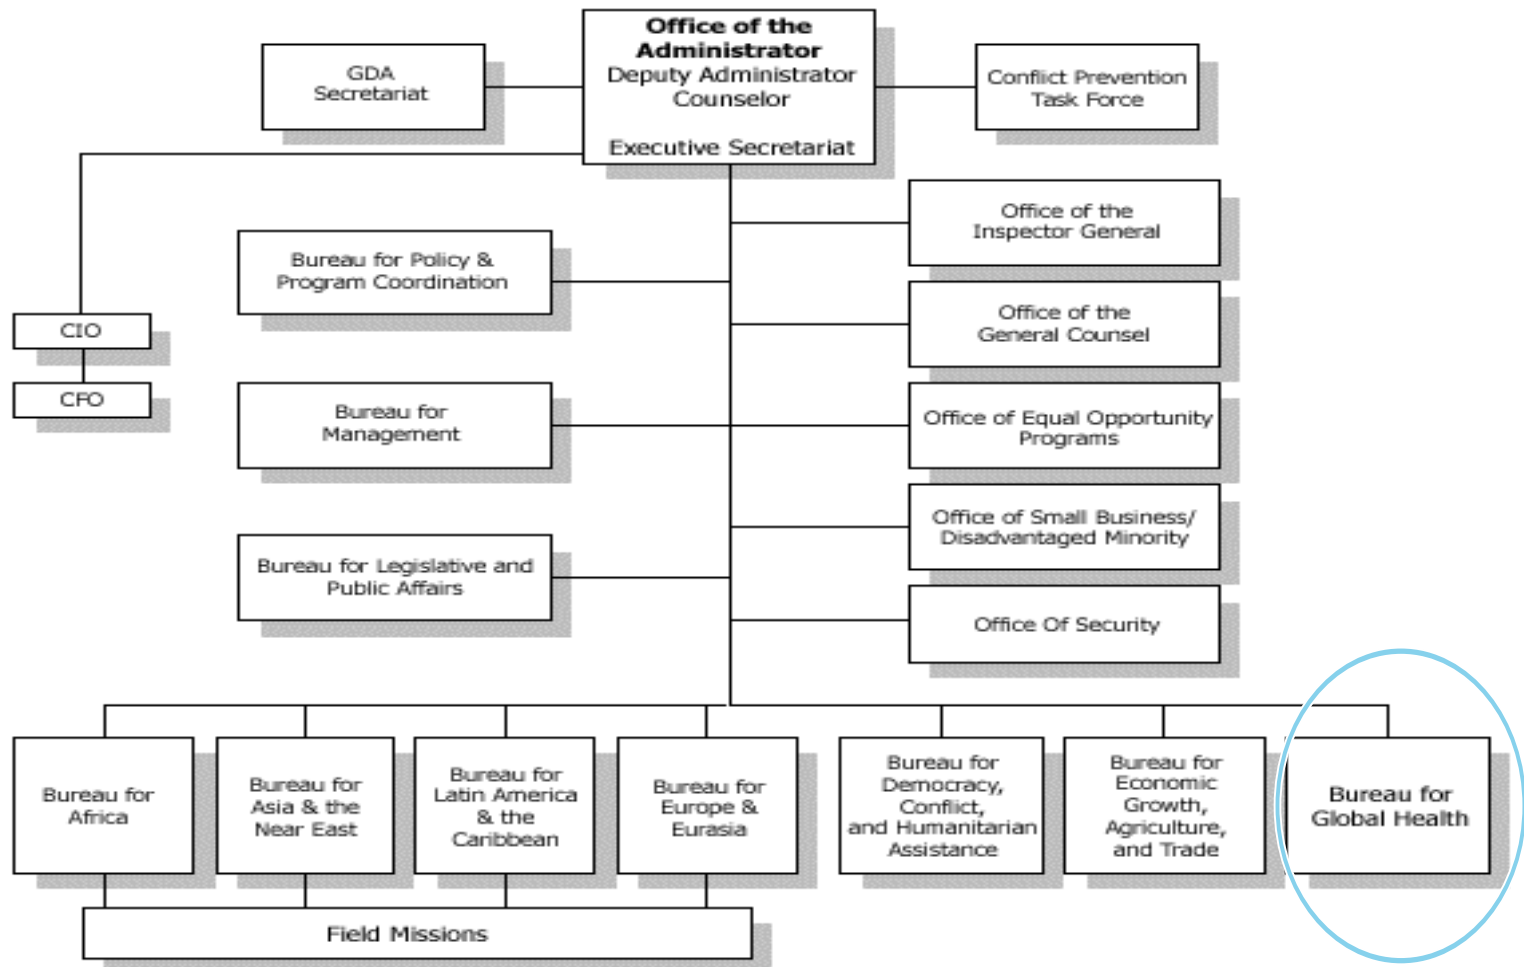 Office of the
Administrator
Deputy Administrator
Counselor
Executive Secretariat
GDA
Secretariat
Conflict Prevention
Task Force
Office of the
Inspector General
Bureau for Policy &
Program Coordination
CIO
Office of the
General Counsel
CFO
Bureau for
Management
Office of Equal Opportunity
Programs
Office of Small Business/
Disadvantaged Minority
Bureau for Legislative and
Public Affairs
Office Of Security
Bureau for
Africa
Bureau for
Asia & the
Near East
Bureau for
Latin America
& the
Caribbean
Bureau for
Europe &
Eurasia
Bureau for
Democracy,
Conflict,
and Humanitarian
Assistance
Bureau for
Economic
Growth,
Agriculture,
and Trade
Bureau for
Global Health
Field Missions